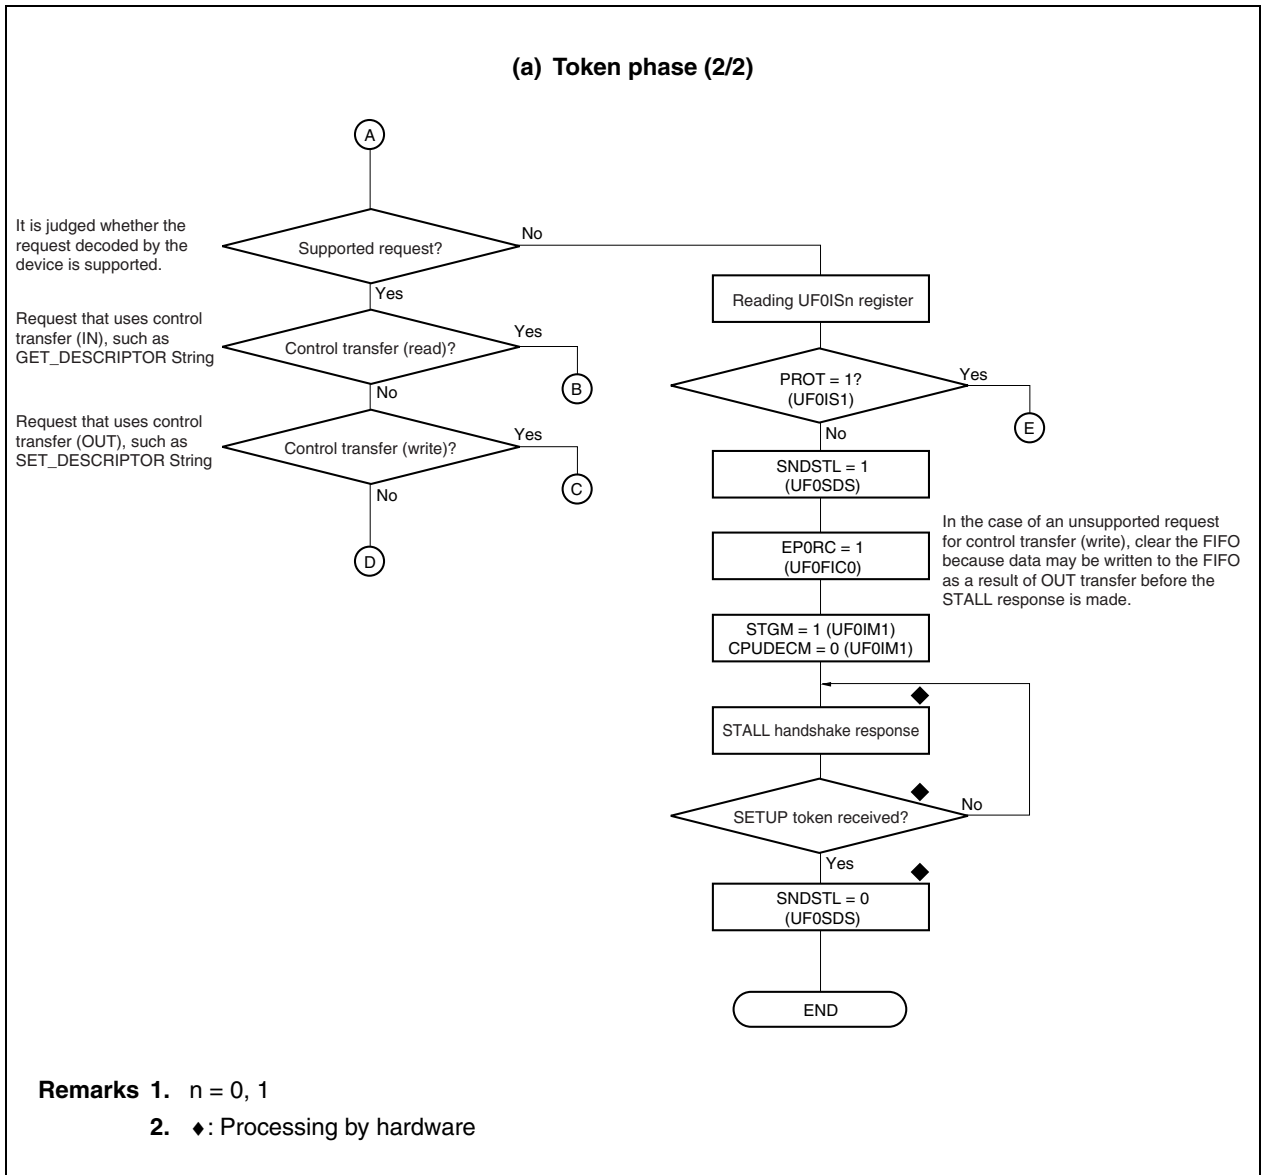 (a) Token phase (2/2)
A
It is judged whether the
request decoded by the
device is supported.
Supported request?
No
Yes
Reading UF0ISn register
Request that uses control
transfer (IN), such as
GET_DESCRIPTOR String
Control transfer (read)?
Yes
B
No
PROT = 1?
(UF0IS1)
Yes
E
No
Request that uses control
transfer (OUT), such as
SET_DESCRIPTOR String
Control transfer (write)?
Yes
C
No
D
SNDSTL = 1
(UF0SDS)
EP0RC = 1
(UF0FIC0)
In the case of an unsupported request
for control transfer (write), clear the FIFO
because data may be written to the FIFO
as a result of OUT transfer before the
STALL response is made.
STGM = 1 (UF0IM1)
CPUDECM = 0 (UF0IM1)
◆
STALL handshake response
◆
SETUP token received?
No
Yes
◆
SNDSTL = 0
(UF0SDS)
END
Remarks 1. n = 0, 1
2. ♦: Processing by hardware